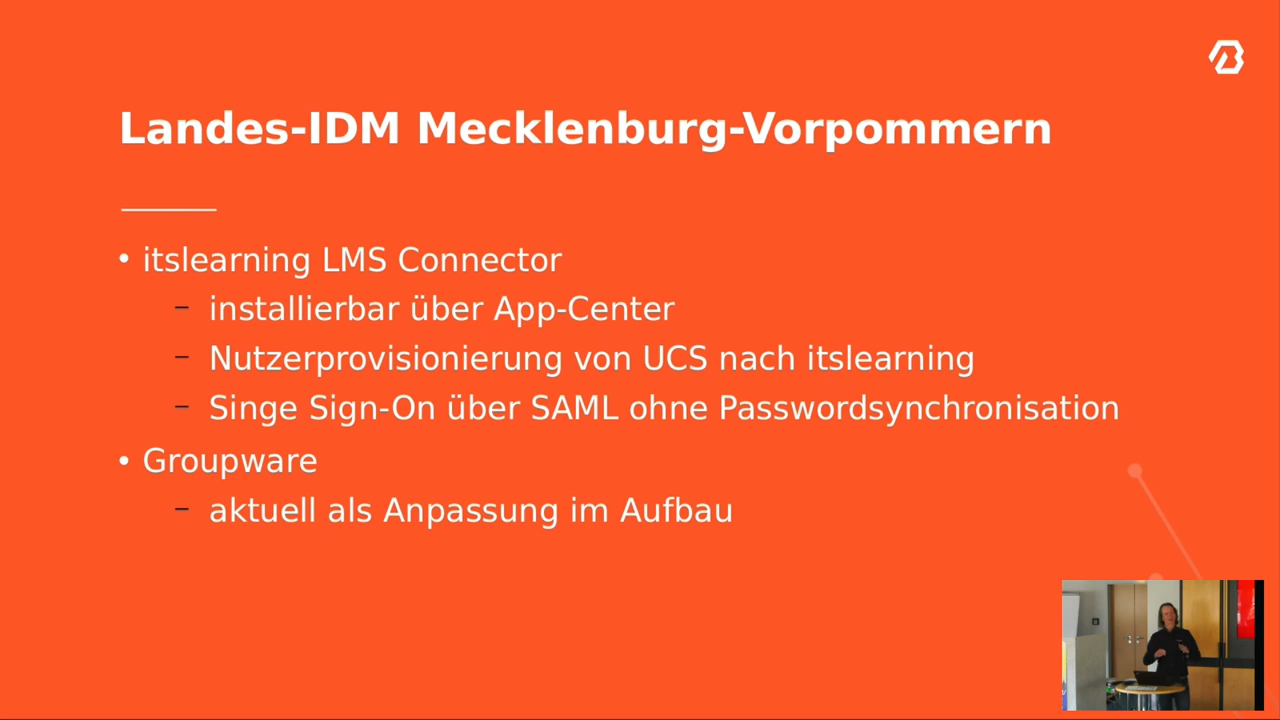 Landes-IDM Mecklenburg-Vorpommern
• itslearning LMS Connector
– installierbar über App-Center
– Nutzerprovisionierung von UCS nach itslearning
– Singe Sign-On über SAML ohne Passwordsynchronisation
• Groupware
– aktuell als Anpassung im Aufbau